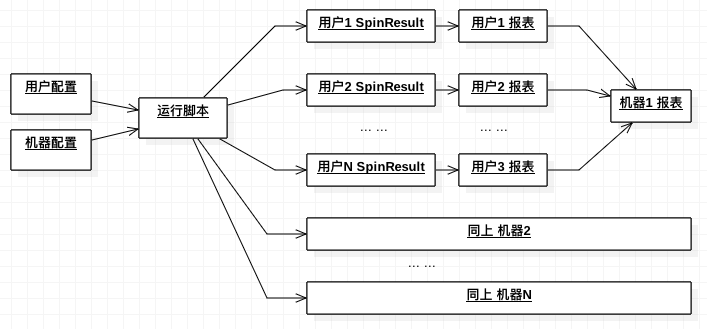 用户1 SpinResult
用户1 报表
用户配置
用户2 SpinResult
用户2 报表
机器1 报表
运行脚本
... ...
... ...
机器配置
用户N SpinResult
用户3 报表
同上 机器2
... ...
同上 机器N